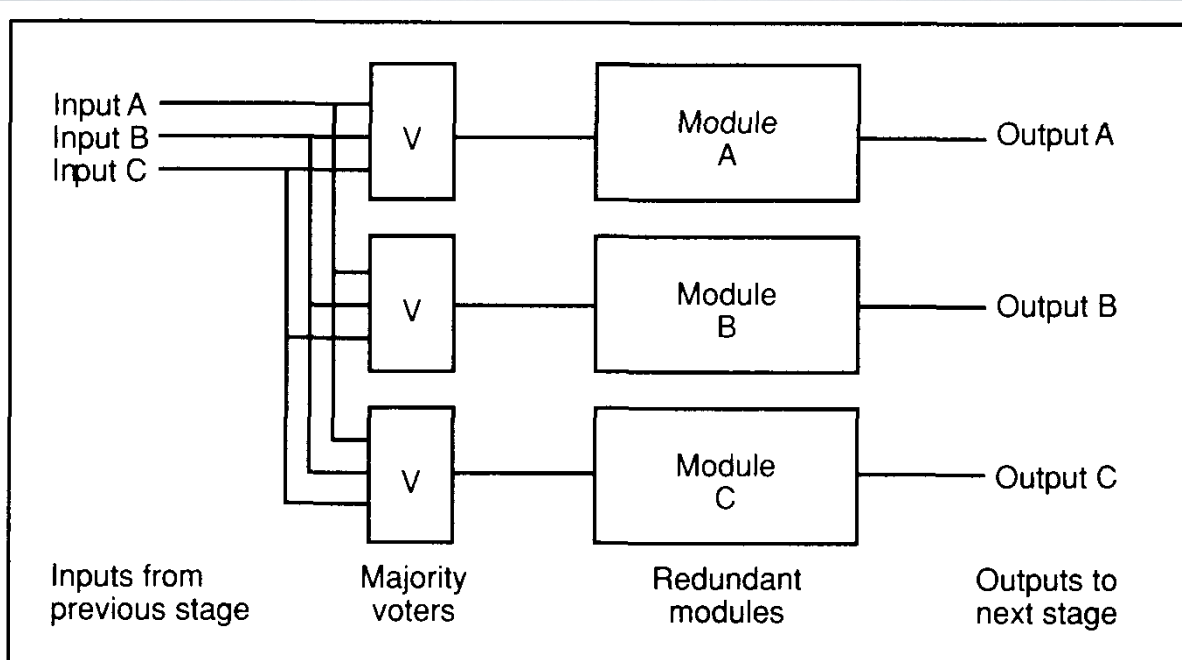 Input A
Input B
Input C
V
Module
A
Output A
V
Module
B
Output B
V
Module
C
Output C
Inputs from
previous stage
Majority
voters
Redundant
modules
Outputs to
next stage